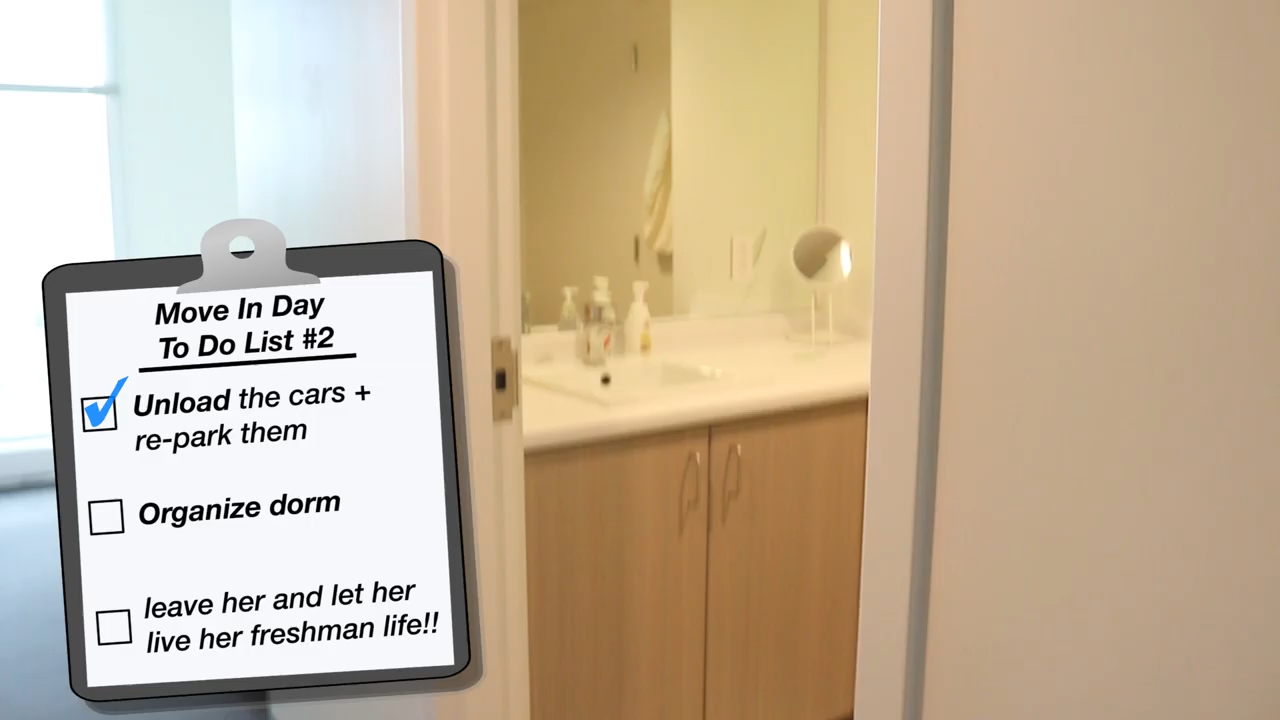 Move In Day
To Do List #2
Unload the cars +
re-park them
Organize dorm
leave her and let her
live her freshman life!!